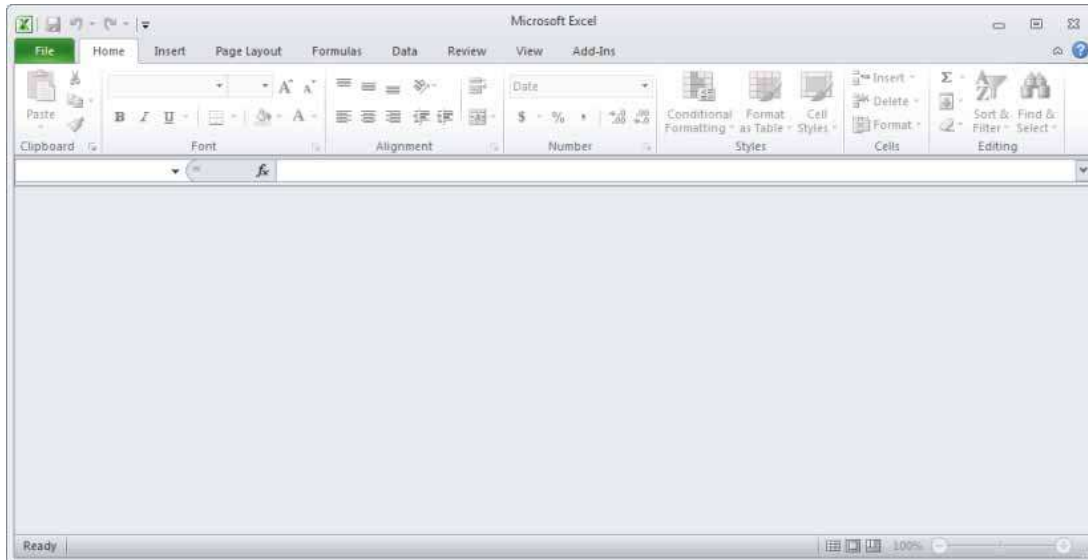 Microsoft Excel
File Home Insert Page Layout Formulas Data Review View Add-Ins
Date
Paste
B I U A $ % ,
Conditional Formatting Format as Table Cell Styles
Insert
Delete
Format
Σ
Sort & Filter Find & Select
Clipboard Font Alignment Number Styles Cells Editing
fx
Ready 100%